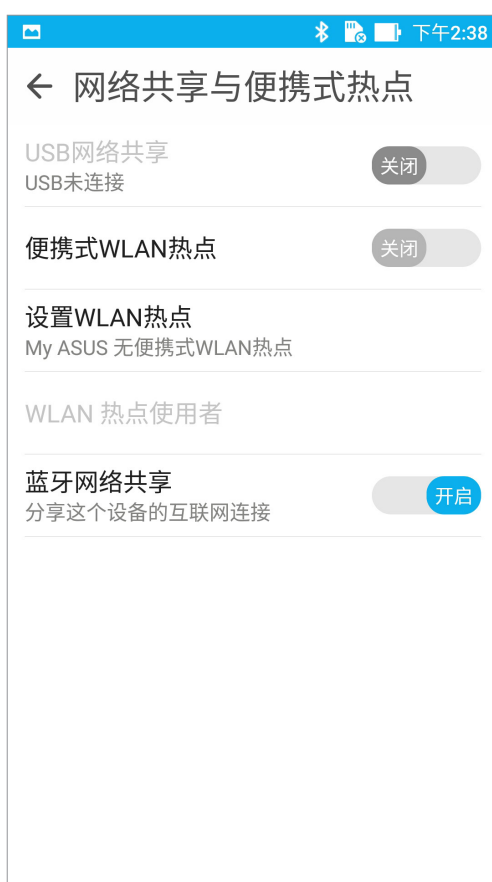 下午2:38
网络共享与便携式热点
USB网络共享
USB未连接
关闭
便携式WLAN热点
关闭
设置WLAN热点
My ASUS 无便携式WLAN热点
WLAN 热点使用者
蓝牙网络共享
分享这个设备的互联网连接
开启